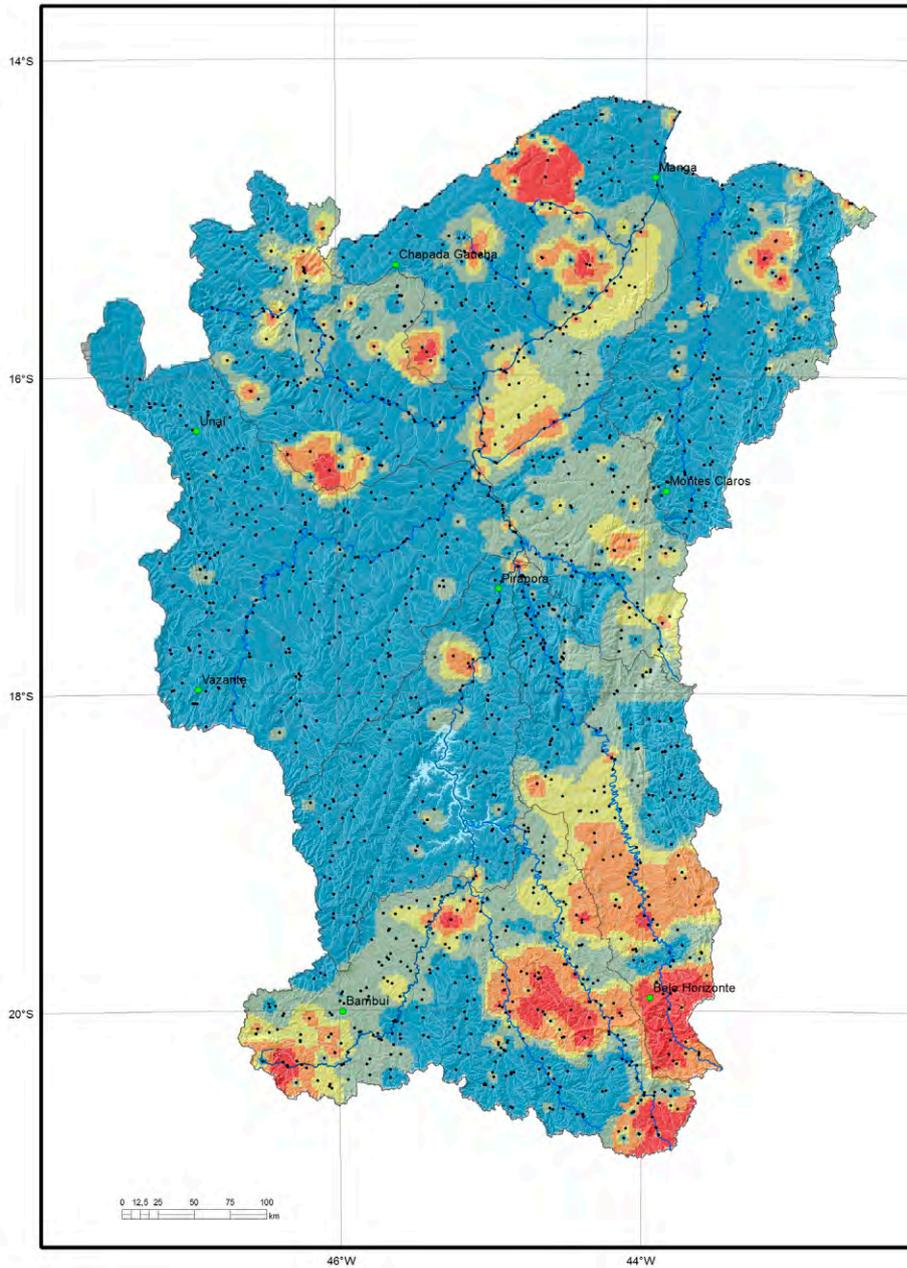 14°S
Manga
Chapada Gaucha
16°S
Unaí
Montes Claros
Pirapora
Vazante
18°S
Belo Horizonte
Bambuí
20°S
0 12,5 25 50 75 100
km
46°W
44°W